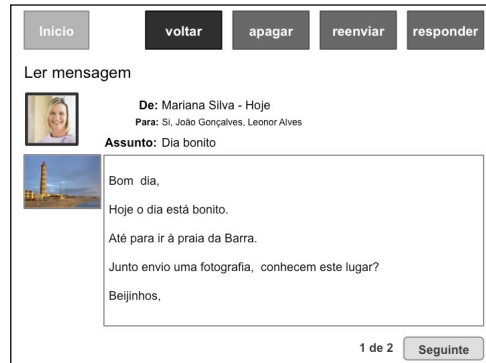 Início voltar apagar reenviar responder
Ler mensagem
De: Mariana Silva - Hoje
Para: Si, João Gonçalves, Leonor Alves
Assunto: Dia bonito
Bom dia,
Hoje o dia está bonito.
Até para ir à praia da Barra.
Junto envio uma fotografia, conhecem este lugar?
Beijinhos,
1 de 2 Seguinte